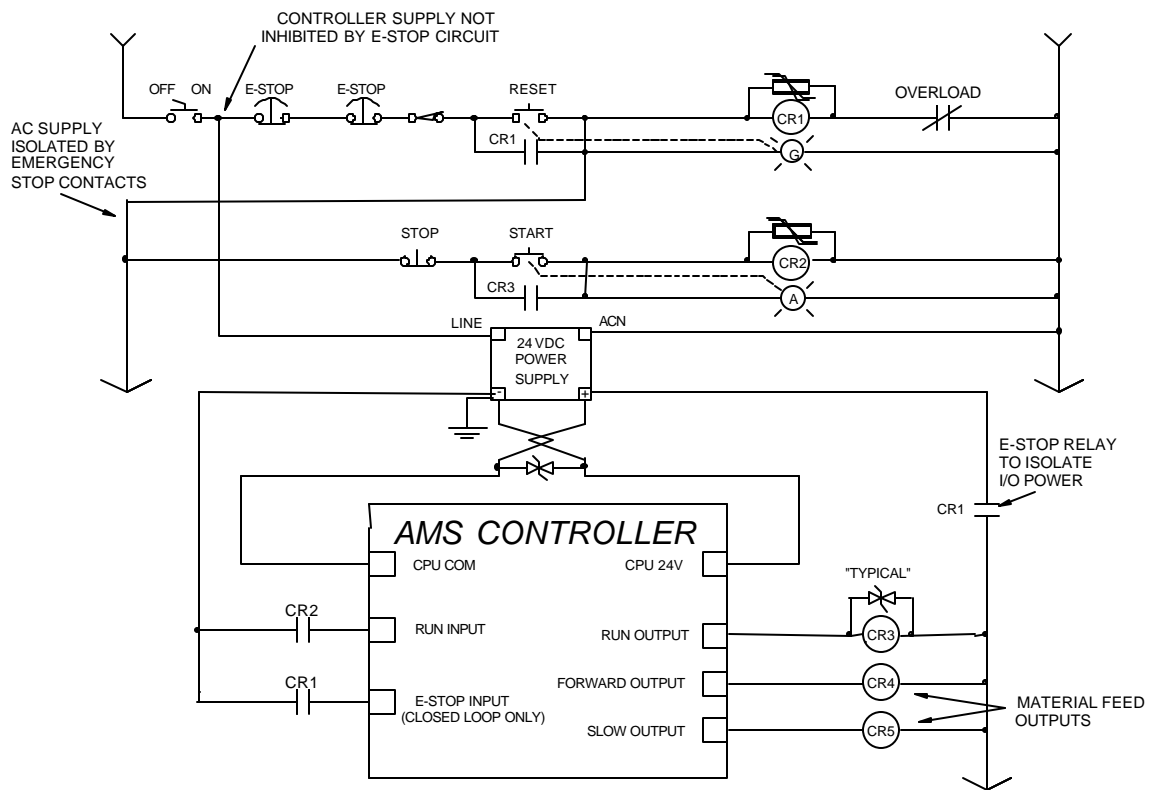 CONTROLLER SUPPLY NOT
INHIBITED BY E-STOP CIRCUIT
OFF ON
E-STOP
E-STOP
RESET
OVERLOAD
CR1
AC SUPPLY
ISOLATED BY
EMERGENCY
STOP CONTACTS
CR1
G
STOP
START
CR2
CR3
A
LINE
ACN
24 VDC
POWER
SUPPLY
-
+
E-STOP RELAY
TO ISOLATE
I/O POWER
CR1
AMS CONTROLLER
CPU COM
CPU 24V
"TYPICAL"
CR2
RUN INPUT
RUN OUTPUT
CR3
CR1
E-STOP INPUT
(CLOSED LOOP ONLY)
FORWARD OUTPUT
CR4
SLOW OUTPUT
CR5
MATERIAL FEED
OUTPUTS